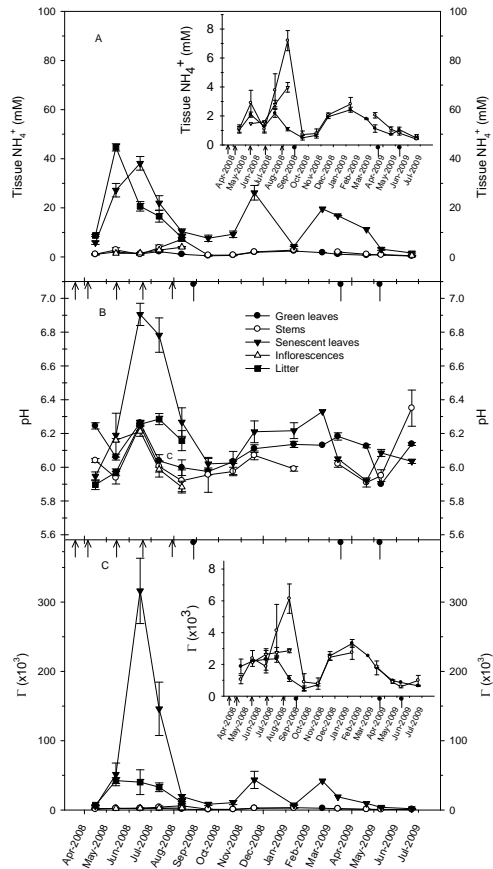 A
Tissue NH4+ (mM)
100
80
60
40
20
0
Tissue NH4+ (mM)
8
6
4
2
0
Apr-2008
May-2008
Jun-2008
Jul-2008
Aug-2008
Sep-2008
Oct-2008
Nov-2008
Dec-2008
Jan-2009
Feb-2009
Mar-2009
Apr-2009
May-2009
Jun-2009
Jul-2009
100
80
60
40
20
0
Tissue NH4+ (mM)
B
pH
7.0
6.8
6.6
6.4
6.2
6.0
5.8
5.6
Green leaves
Stems
Senescent leaves
Inflorescences
Litter
C
7.0
6.8
6.6
6.4
6.2
6.0
5.8
5.6
pH
C
Γ (x10³)
300
200
100
50
0
Γ (x10³)
8
6
4
2
0
Apr-2008
May-2008
Jun-2008
Jul-2008
Aug-2008
Sep-2008
Oct-2008
Nov-2008
Dec-2008
Jan-2009
Feb-2009
Mar-2009
Apr-2009
May-2009
Jun-2009
Jul-2009
300
200
100
50
0
Γ (x10³)
Apr-2008
May-2008
Jun-2008
Jul-2008
Aug-2008
Sep-2008
Oct-2008
Nov-2008
Dec-2008
Jan-2009
Feb-2009
Mar-2009
Apr-2009
May-2009
Jun-2009
Jul-2009